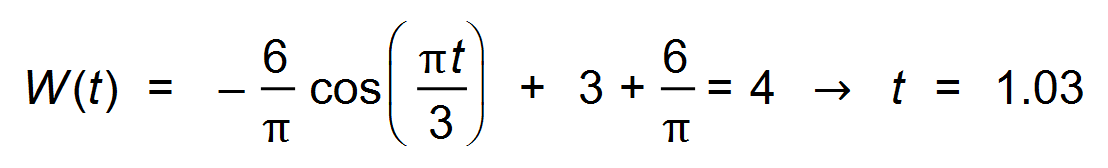 W(t) = − 6/π cos(πt/3) + 3 + 6/π = 4 → t = 1.03